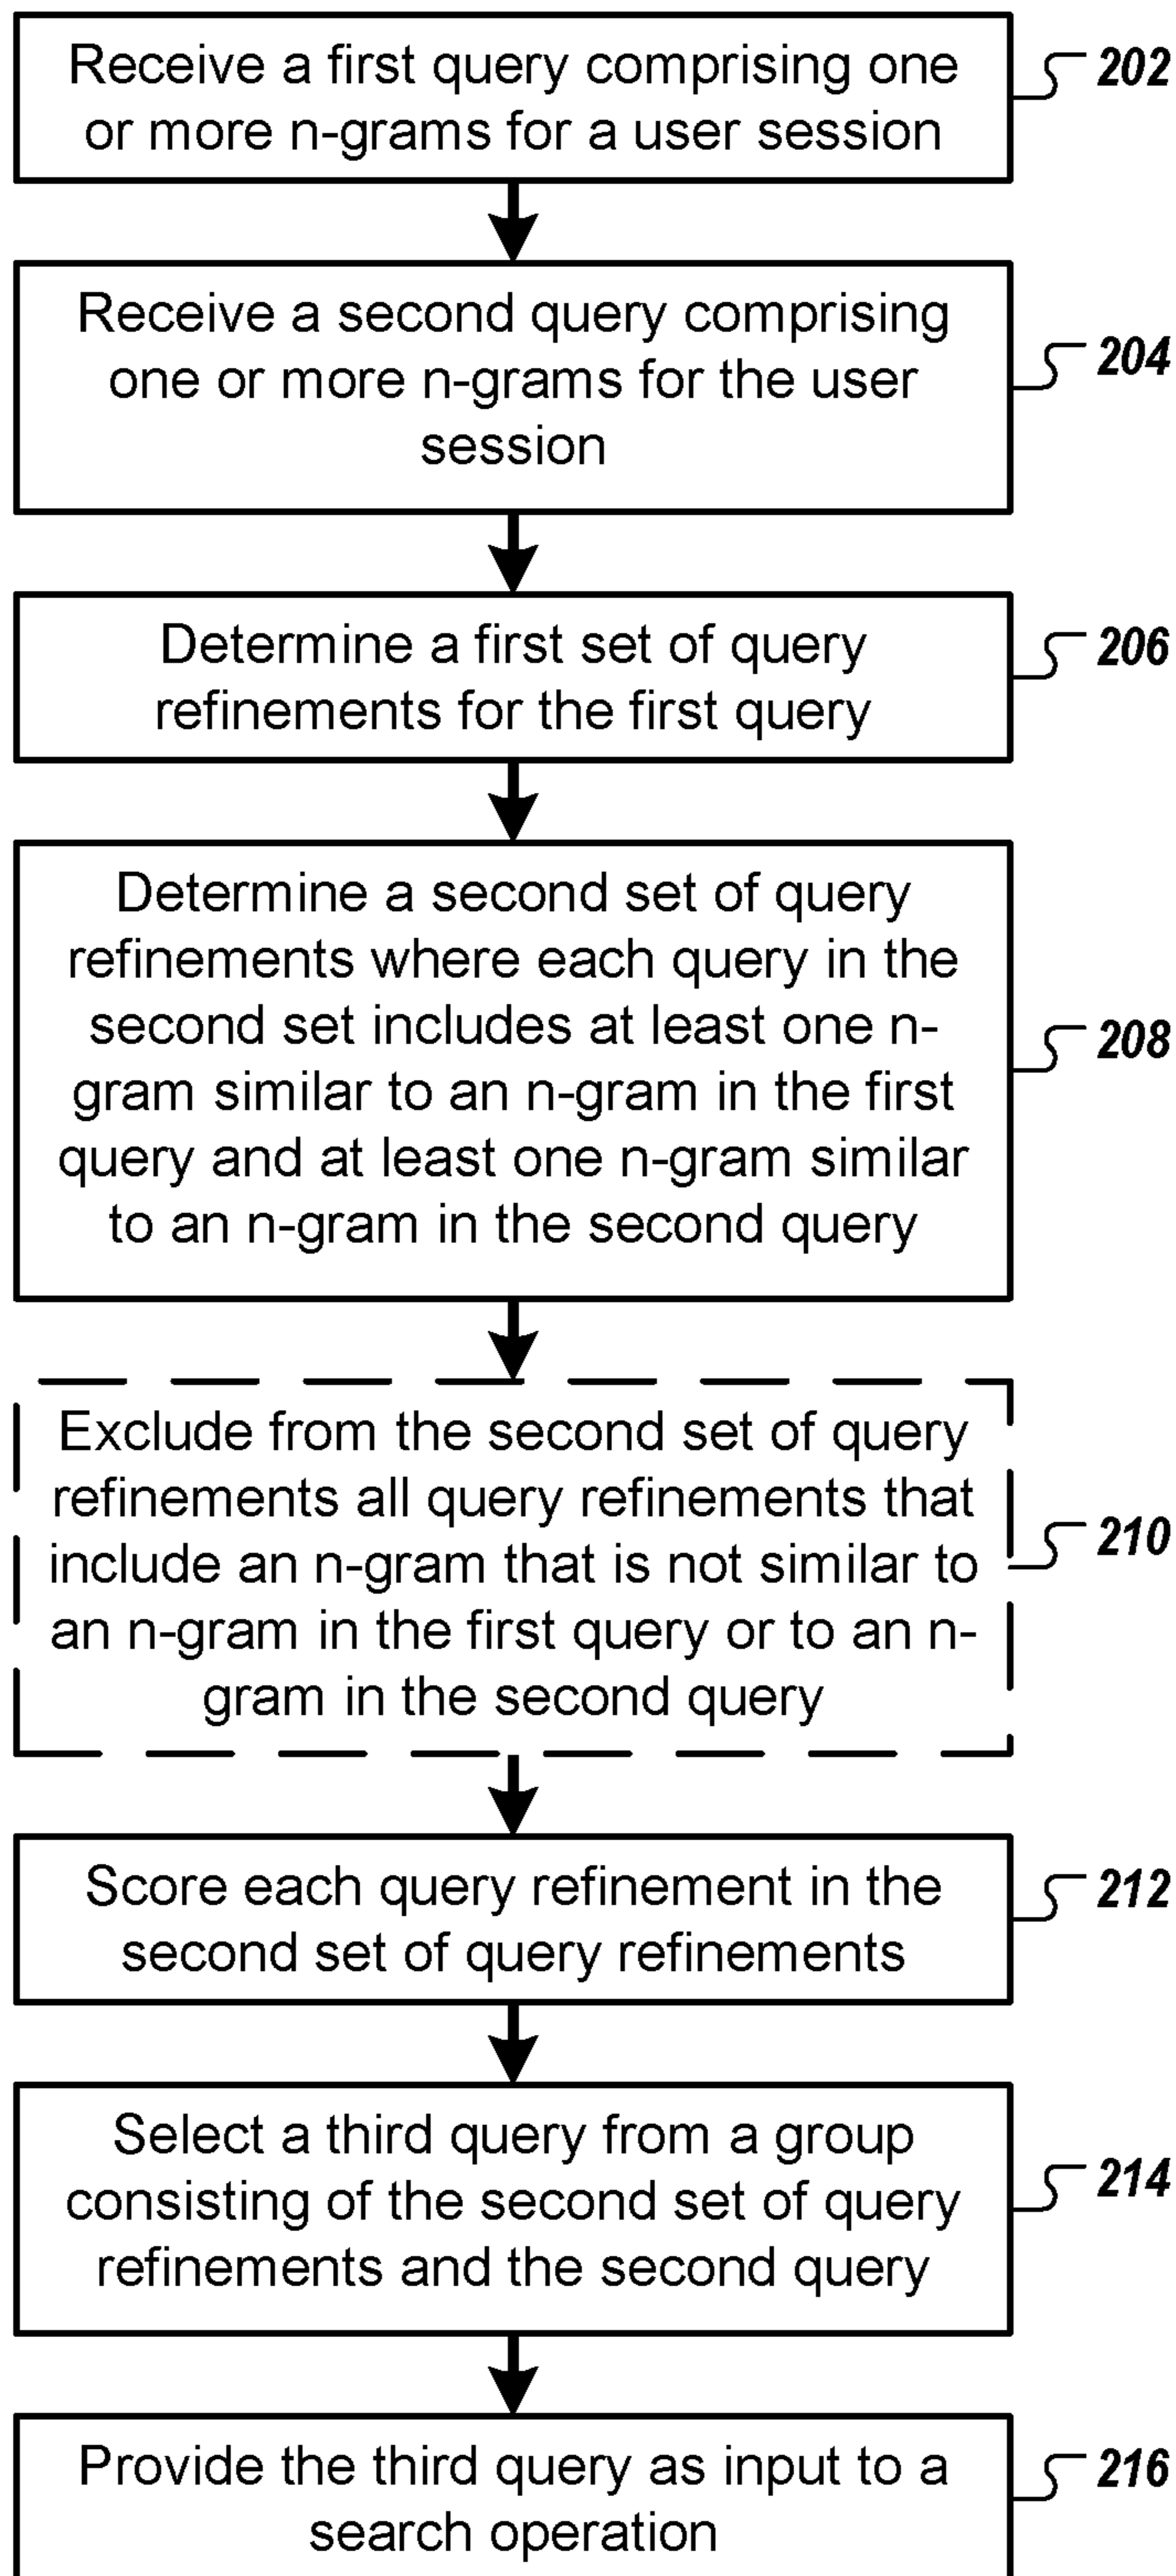 Receive a first query comprising one
or more n-grams for a user session
202
Receive a second query comprising
one or more n-grams for the user
session
204
Determine a first set of query
refinements for the first query
206
Determine a second set of query
refinements where each query in the
second set includes at least one n-
gram similar to an n-gram in the first
query and at least one n-gram similar
to an n-gram in the second query
208
Exclude from the second set of query
refinements all query refinements that
include an n-gram that is not similar to
an n-gram in the first query or to an n-
gram in the second query
210
Score each query refinement in the
second set of query refinements
212
Select a third query from a group
consisting of the second set of query
refinements and the second query
214
Provide the third query as input to a
search operation
216